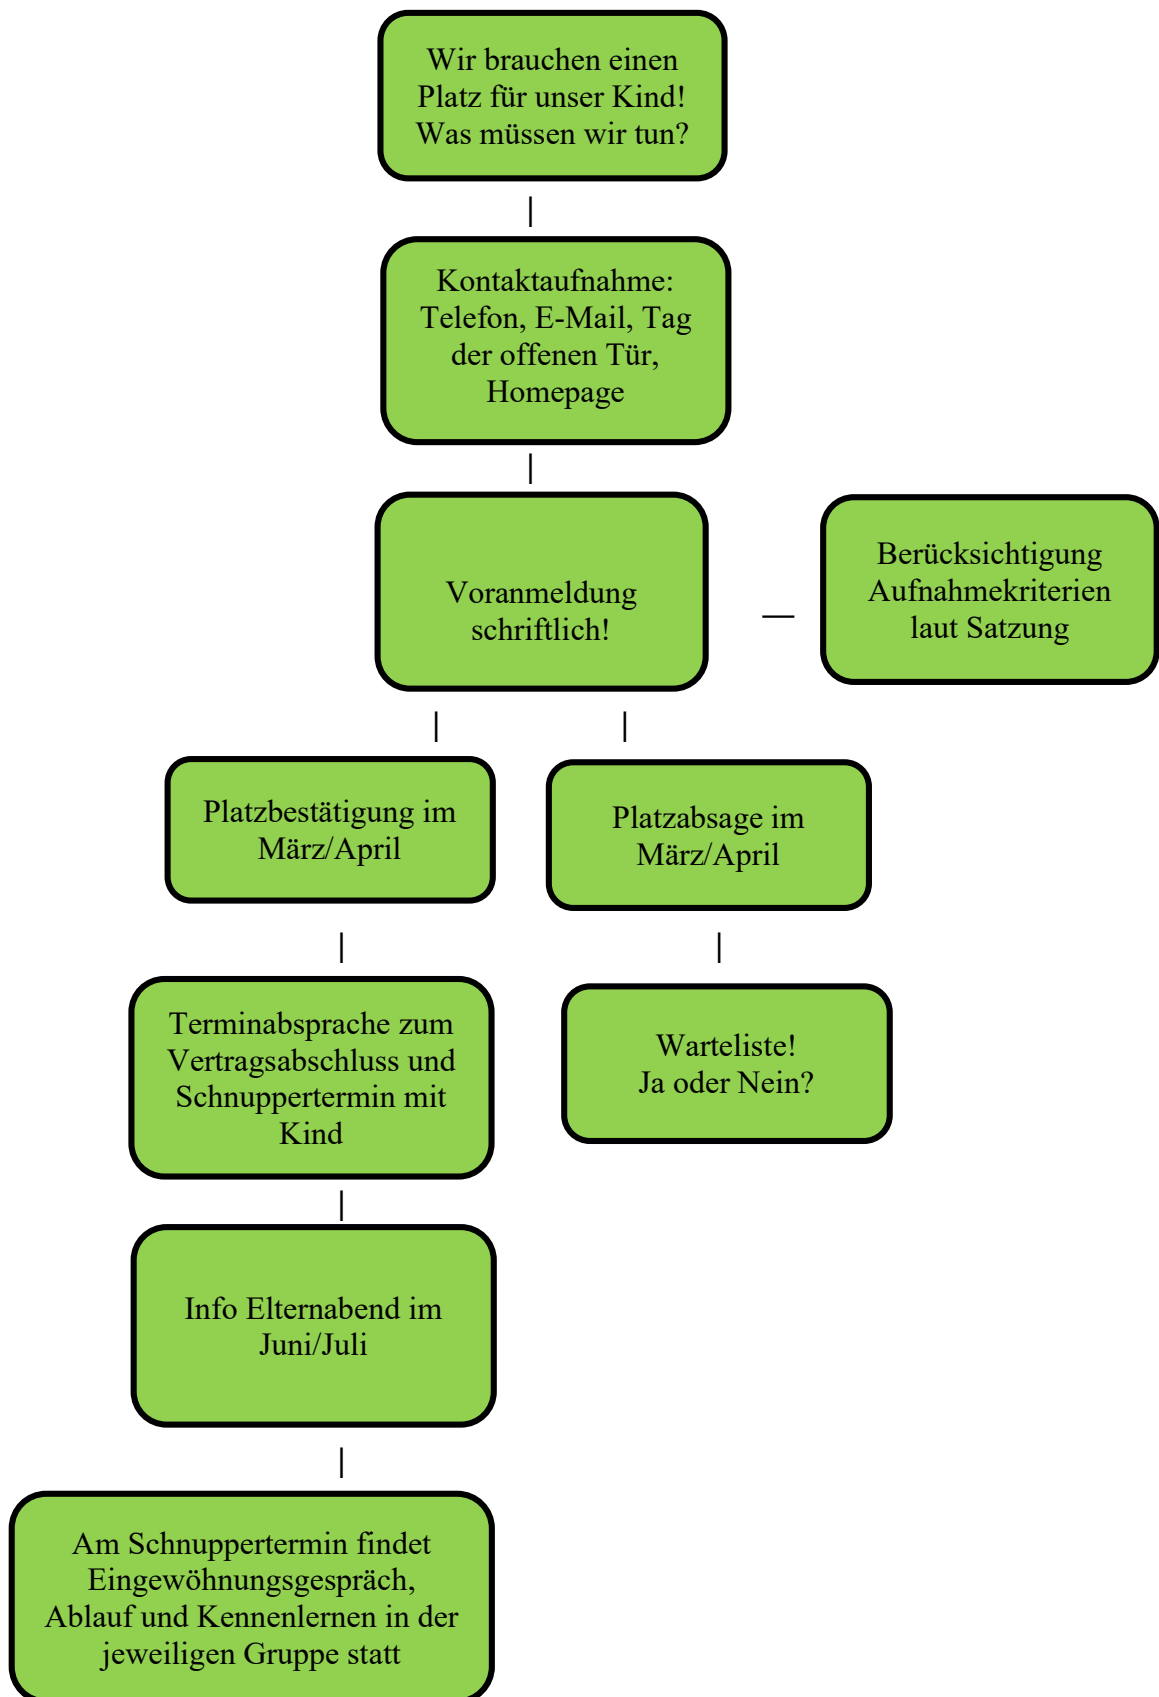 Wir brauchen einen
Platz für unser Kind!
Was müssen wir tun?
Kontaktaufnahme:
Telefon, E-Mail, Tag
der offenen Tür,
Homepage
Voranmeldung
schriftlich!
Berücksichtigung
Aufnahmekriterien
laut Satzung
Platzbestätigung im
März/April
Platzabsage im
März/April
Terminabsprache zum
Vertragsabschluss und
Schnuppertermin mit
Kind
Warteliste!
Ja oder Nein?
Info Elternabend im
Juni/Juli
Am Schnuppertermin findet
Eingewöhnungsgespräch,
Ablauf und Kennenlernen in der
jeweiligen Gruppe statt